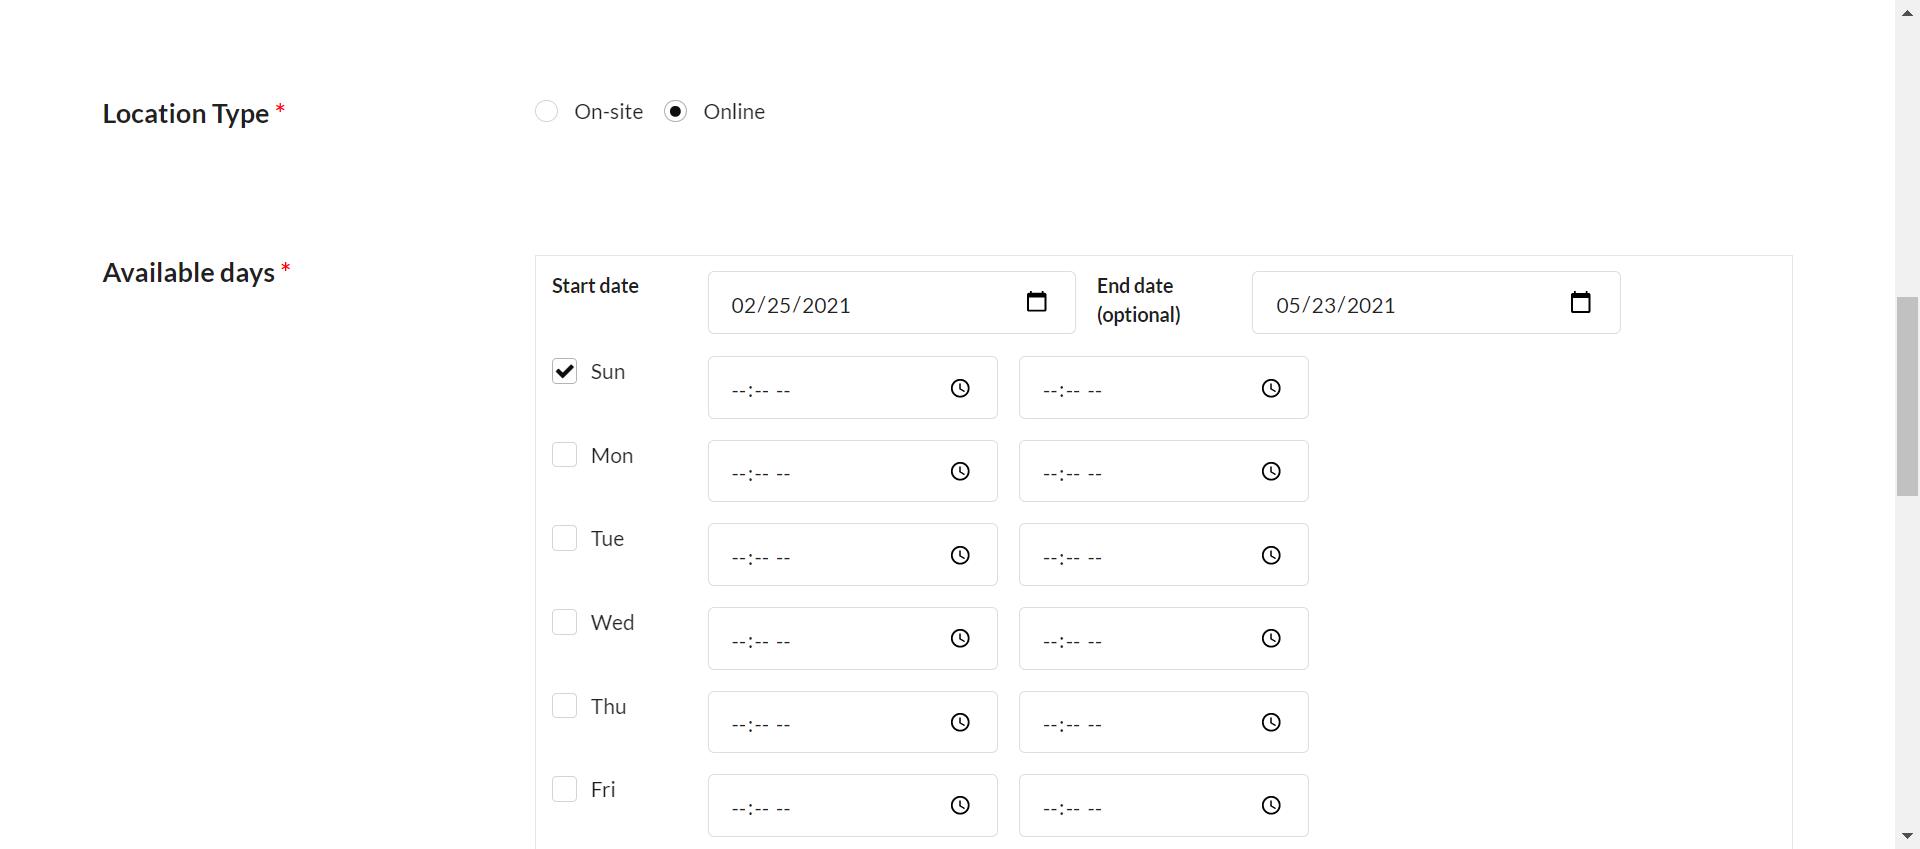 Location Type *
On-site Online
Available days *
Start date 02/25/2021 End date (optional) 05/23/2021
Sun --:-- -- --:-- --
Mon --:-- -- --:-- --
Tue --:-- -- --:-- --
Wed --:-- -- --:-- --
Thu --:-- -- --:-- --
Fri --:-- -- --:-- --